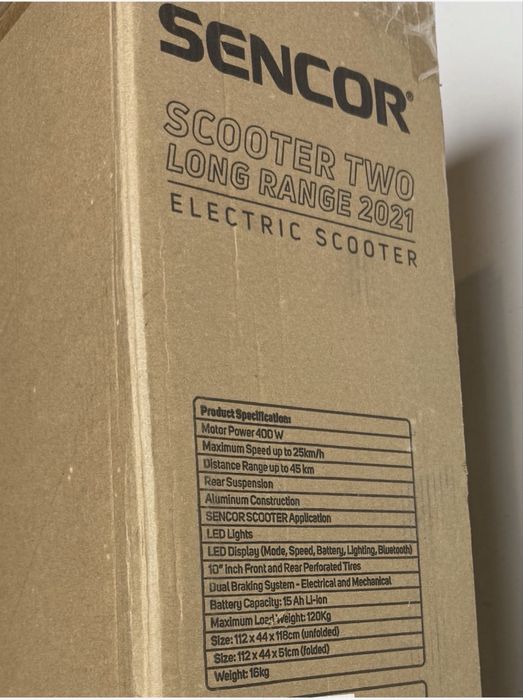 SENCOR®
SCOOTER TWO
LONG RANGE 2021
ELECTRIC SCOOTER
Product Specification:
Motor Power 400 W
Maximum Speed up to 25km/h
Distance Range up to 45 km
Rear Suspension
Aluminum Construction
SENCOR SCOOTER Application
LED Lights
LED Display (Mode, Speed, Battery, Lighting, Bluetooth)
10" inch Front and Rear Perforated Tires
Dual Braking System - Electrical and Mechanical
Battery Capacity: 15 Ah Li-Ion
Maximum Load Weight: 120Kg
Size: 112 x 44 x 118cm (unfolded)
Size: 112 x 44 x 51cm (folded)
Weight: 16kg